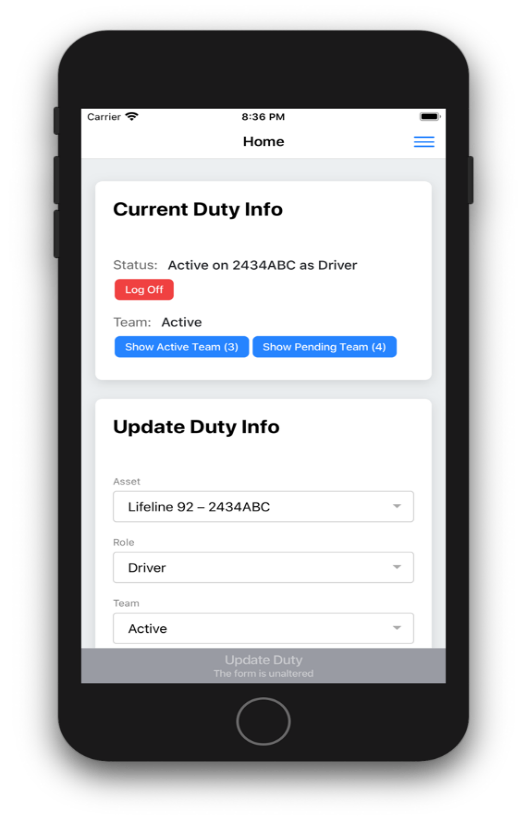 Carrier 8:36 PM
Home
Current Duty Info
Status: Active on 2434ABC as Driver
Log Off
Team: Active
Show Active Team (3) Show Pending Team (4)
Update Duty Info
Asset
Lifeline 92 – 2434ABC
Role
Driver
Team
Active
Update Duty
The form is unaltered